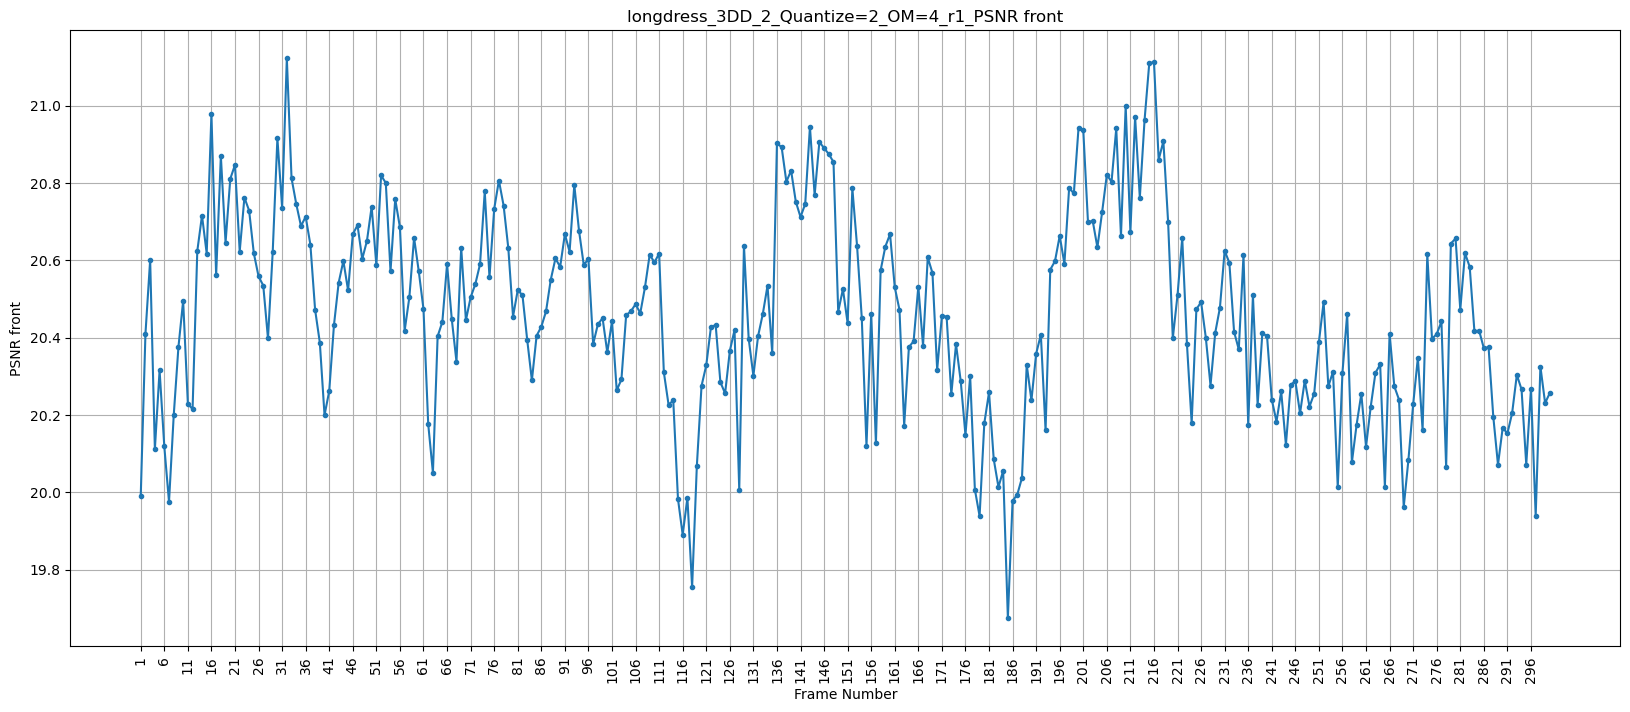 longdress_3DD_2_Quantize=2_OM=4_r1_PSNR front
PSNR front
21.0
20.8
20.6
20.4
20.2
20.0
19.8
1 6 11 16 21 26 31 36 41 46 51 56 61 66 71 76 81 86 91 96 101 106 111 116 121 126 131 136 141 146 151 156 161 166 171 176 181 186 191 196 201 206 211 216 221 226 231 236 241 246 251 256 261 266 271 276 281 286 291 296
Frame Number